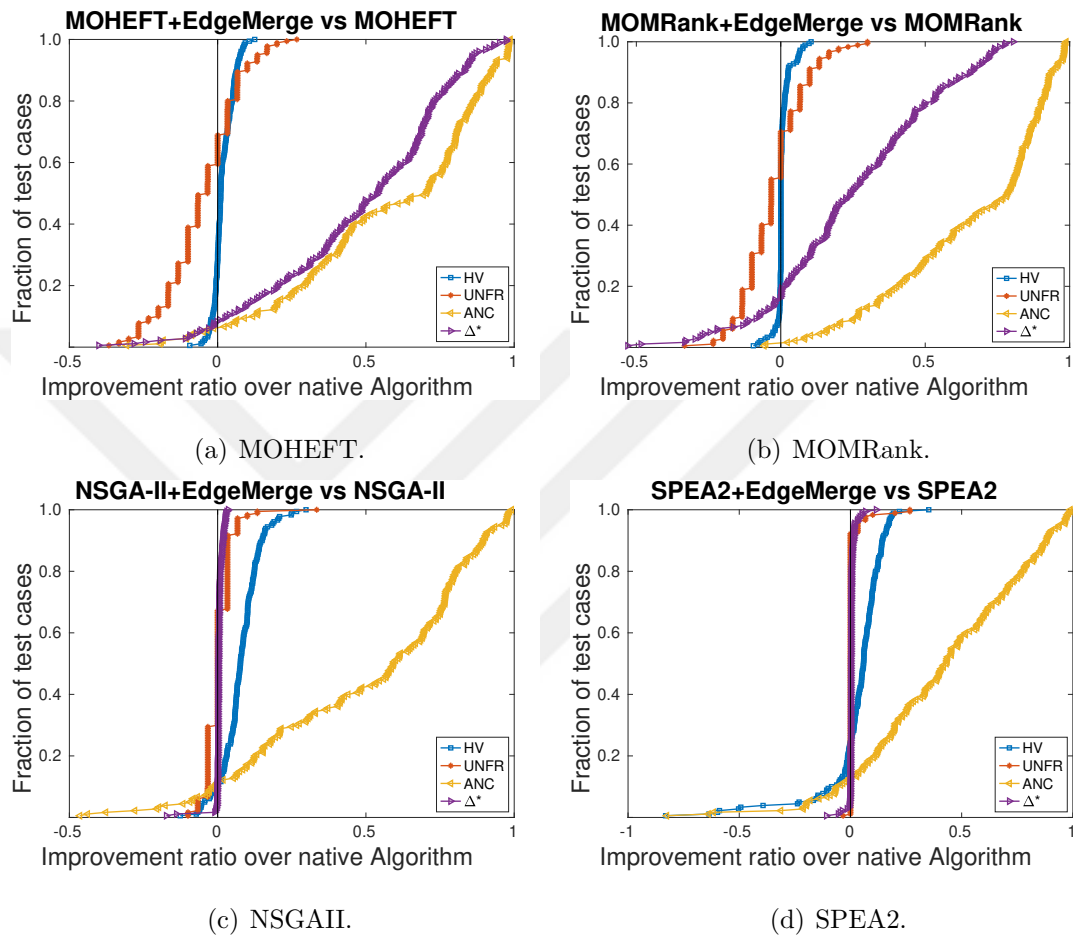 MOHEFT+EdgeMerge vs MOHEFT
Fraction of test cases
1
0.8
0.6
0.4
0.2
-0.5
0
0.5
1
HV
UNFR
ANC
Δ*
Improvement ratio over native Algorithm
(a) MOHEFT.
MOMRank+EdgeMerge vs MOMRank
Fraction of test cases
1
0.8
0.6
0.4
0.2
-0.5
0
0.5
1
HV
UNFR
ANC
Δ*
Improvement ratio over native Algorithm
(b) MOMRank.
NSGA-II+EdgeMerge vs NSGA-II
Fraction of test cases
1
0.8
0.6
0.4
0.2
-0.5
0
0.5
1
HV
UNFR
ANC
Δ*
Improvement ratio over native Algorithm
(c) NSGAII.
SPEA2+EdgeMerge vs SPEA2
Fraction of test cases
1
0.8
0.6
0.4
0.2
-1
-0.5
0
0.5
1
HV
UNFR
ANC
Δ*
Improvement ratio over native Algorithm
(d) SPEA2.